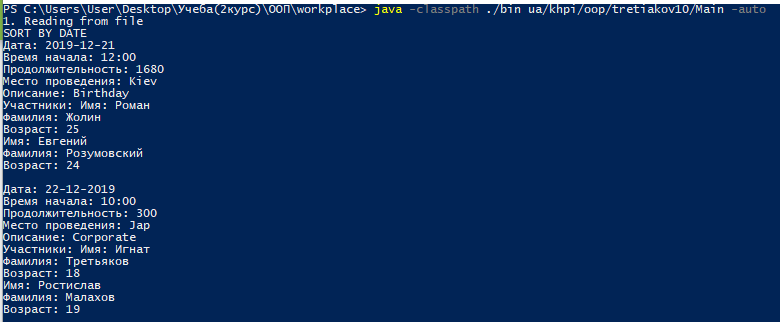 PS C:\Users\User\Desktop\Учеба(2курс)\ООП\workplace> java -classpath ./bin ua/khpi/oop/tretiakov10/Main -auto
1. Reading from file
SORT BY DATE
Дата: 2019-12-21
Время начала: 12:00
Продолжительность: 1680
Место проведения: Kiev
Описание: Birthday
Участники: Имя: Роман
Фамилия: Жолин
Возраст: 25
Имя: Евгений
Фамилия: Розумовский
Возраст: 24
Дата: 22-12-2019
Время начала: 10:00
Продолжительность: 300
Место проведения: Jap
Описание: Corporate
Участники: Имя: Игнат
Фамилия: Третьяков
Возраст: 18
Имя: Ростислав
Фамилия: Малахов
Возраст: 19